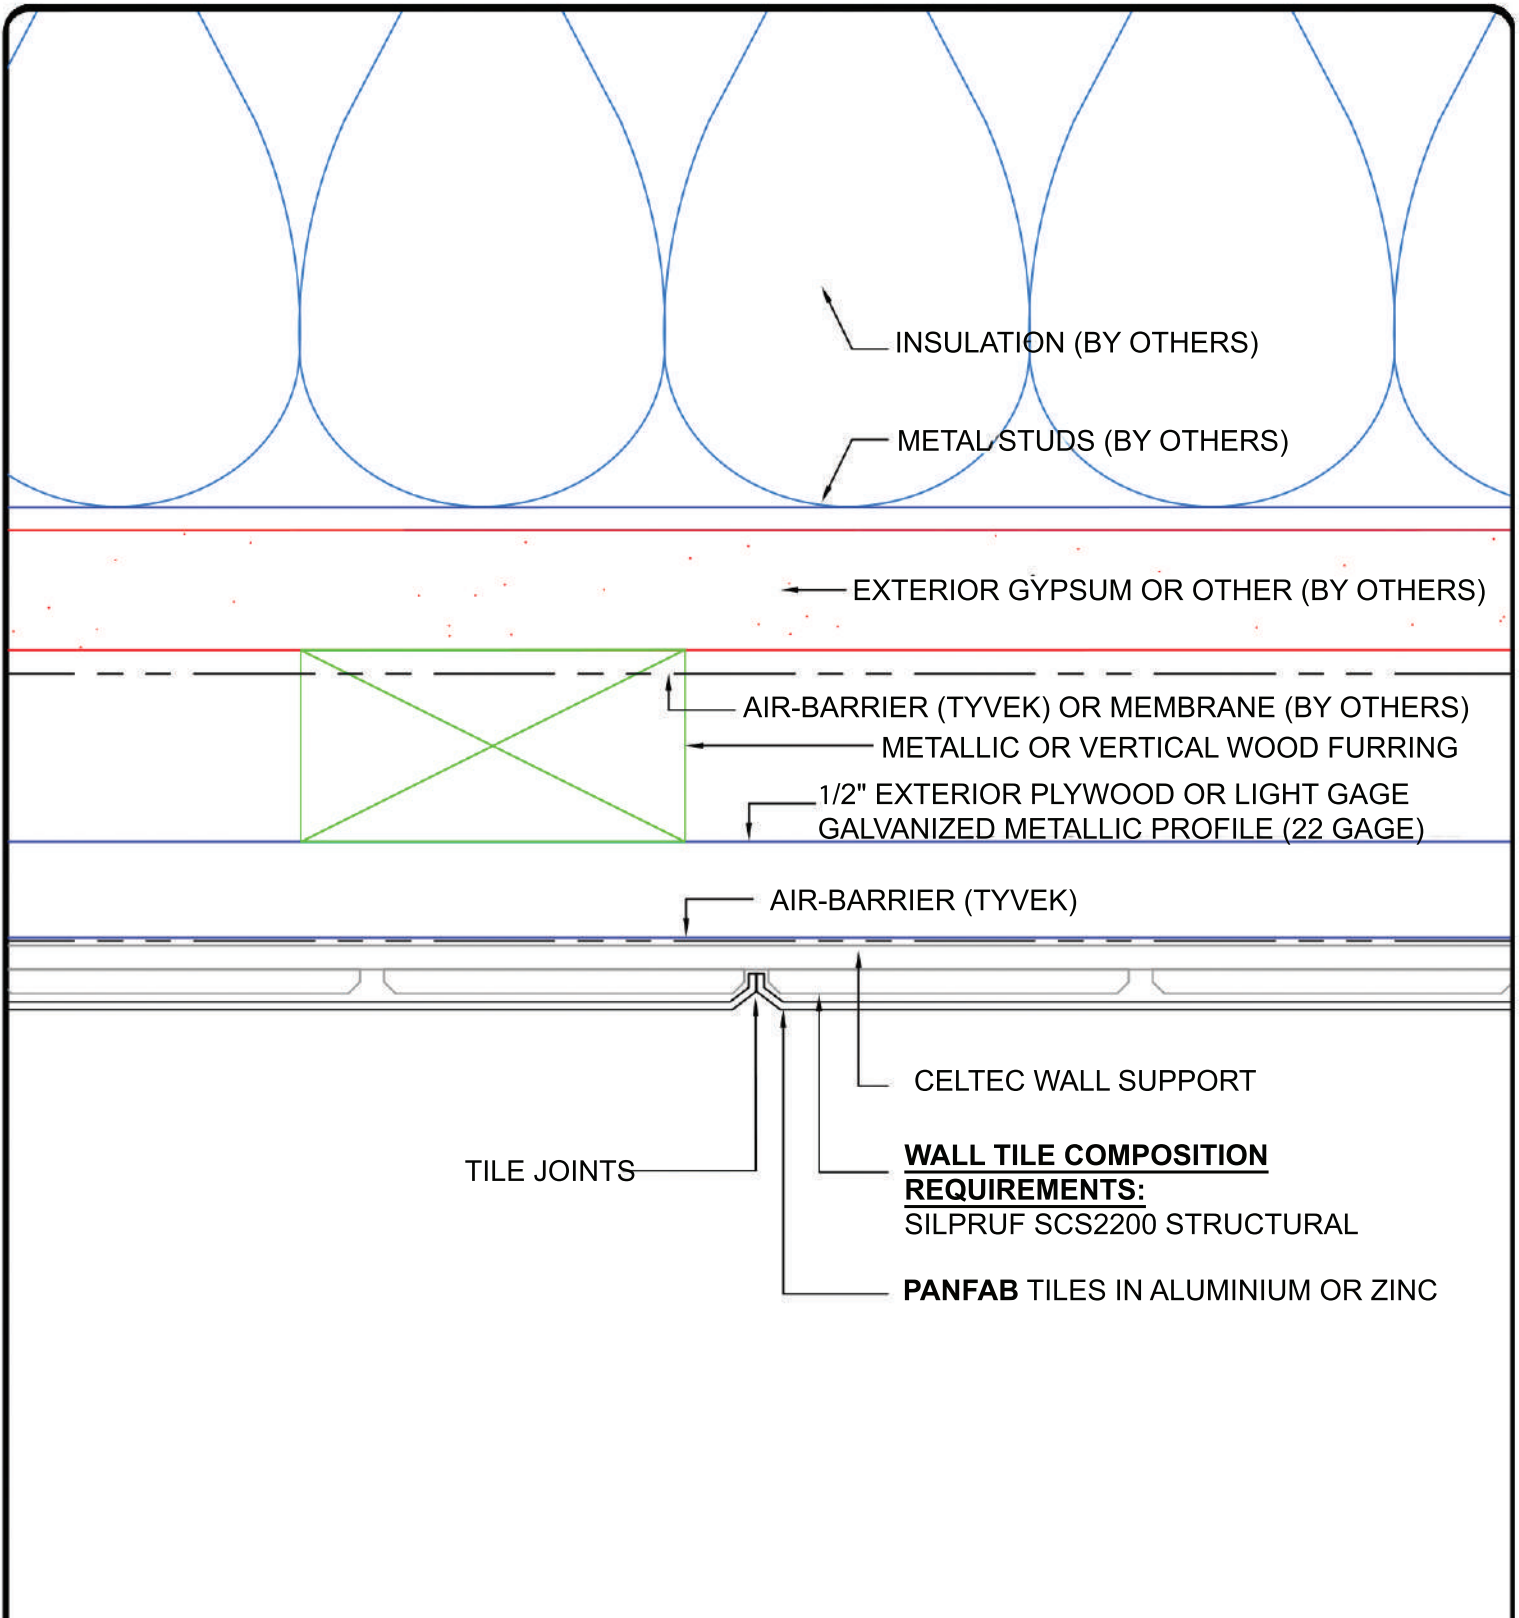 INSULATION (BY OTHERS)
METAL STUDS (BY OTHERS)
EXTERIOR GYPSUM OR OTHER (BY OTHERS)
AIR-BARRIER (TYVEK) OR MEMBRANE (BY OTHERS)
METALLIC OR VERTICAL WOOD FURRING
1/2" EXTERIOR PLYWOOD OR LIGHT GAGE
GALVANIZED METALLIC PROFILE (22 GAGE)
AIR-BARRIER (TYVEK)
CELTEC WALL SUPPORT
TILE JOINTS
WALL TILE COMPOSITION
REQUIREMENTS:
SILPRUF SCS2200 STRUCTURAL
PANFAB TILES IN ALUMINIUM OR ZINC